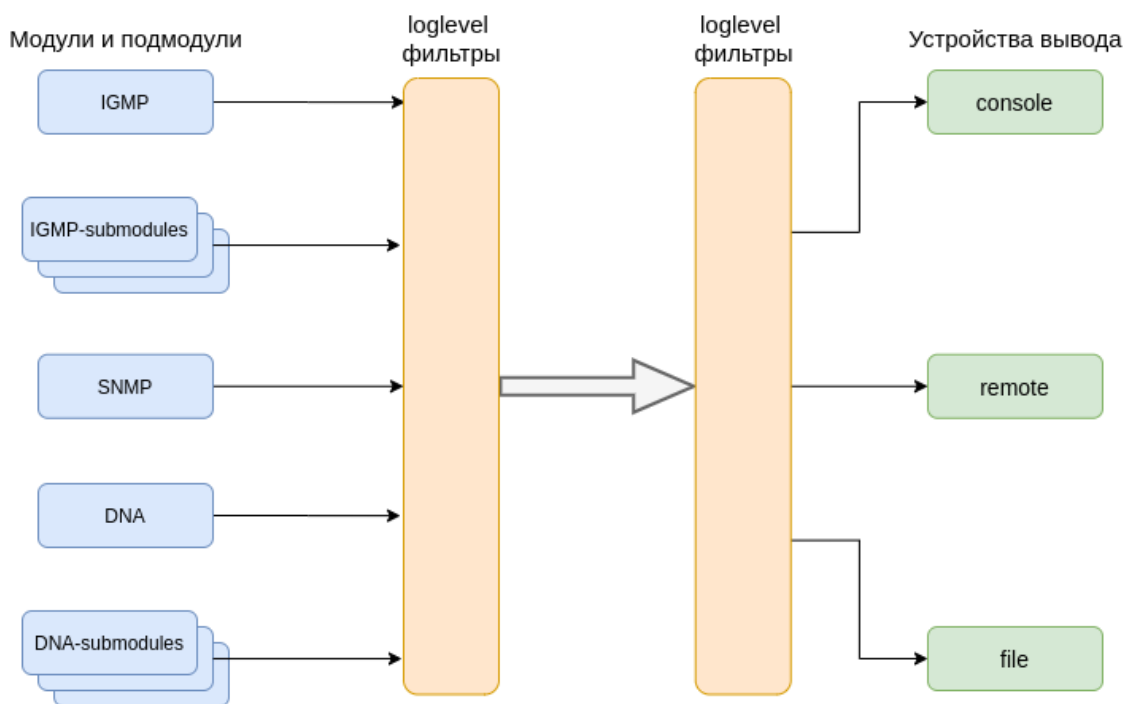 Модули и подмодули
loglevel
фильтры
loglevel
фильтры
Устройства вывода
IGMP
IGMP-submodules
SNMP
DNA
DNA-submodules
console
remote
file